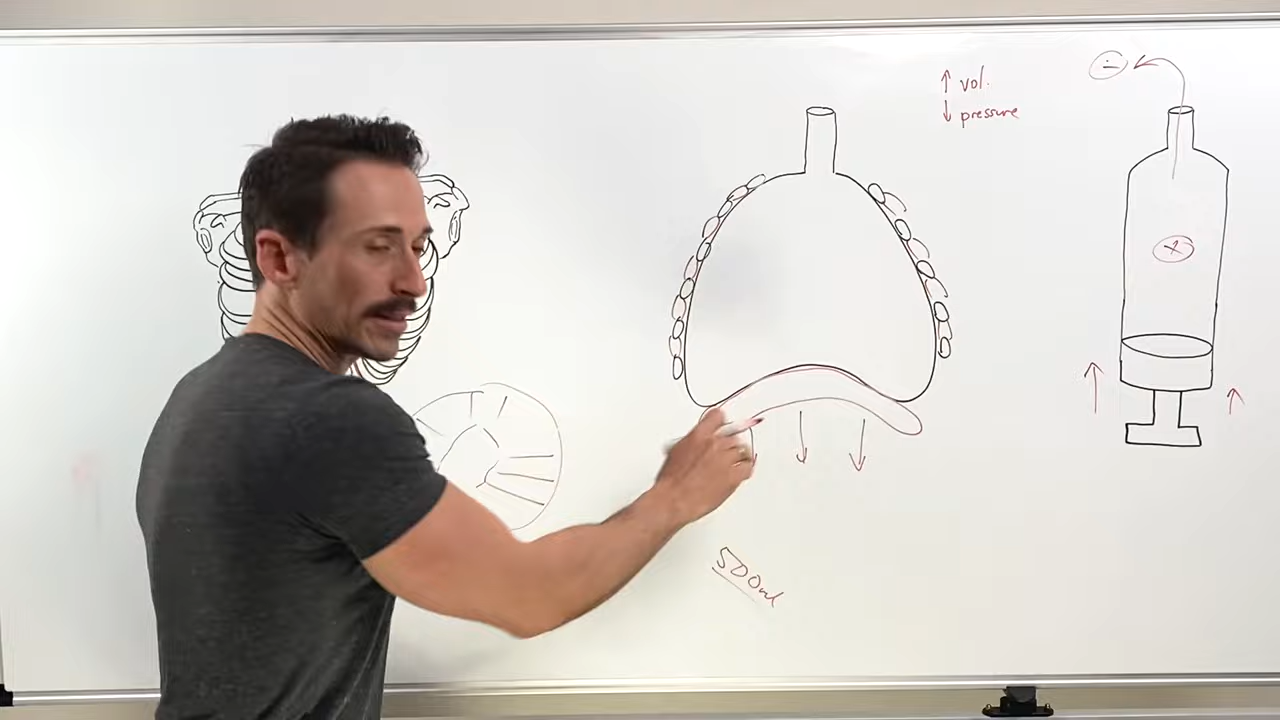 ↑ vol.
↓ pressure
−
+
500ml